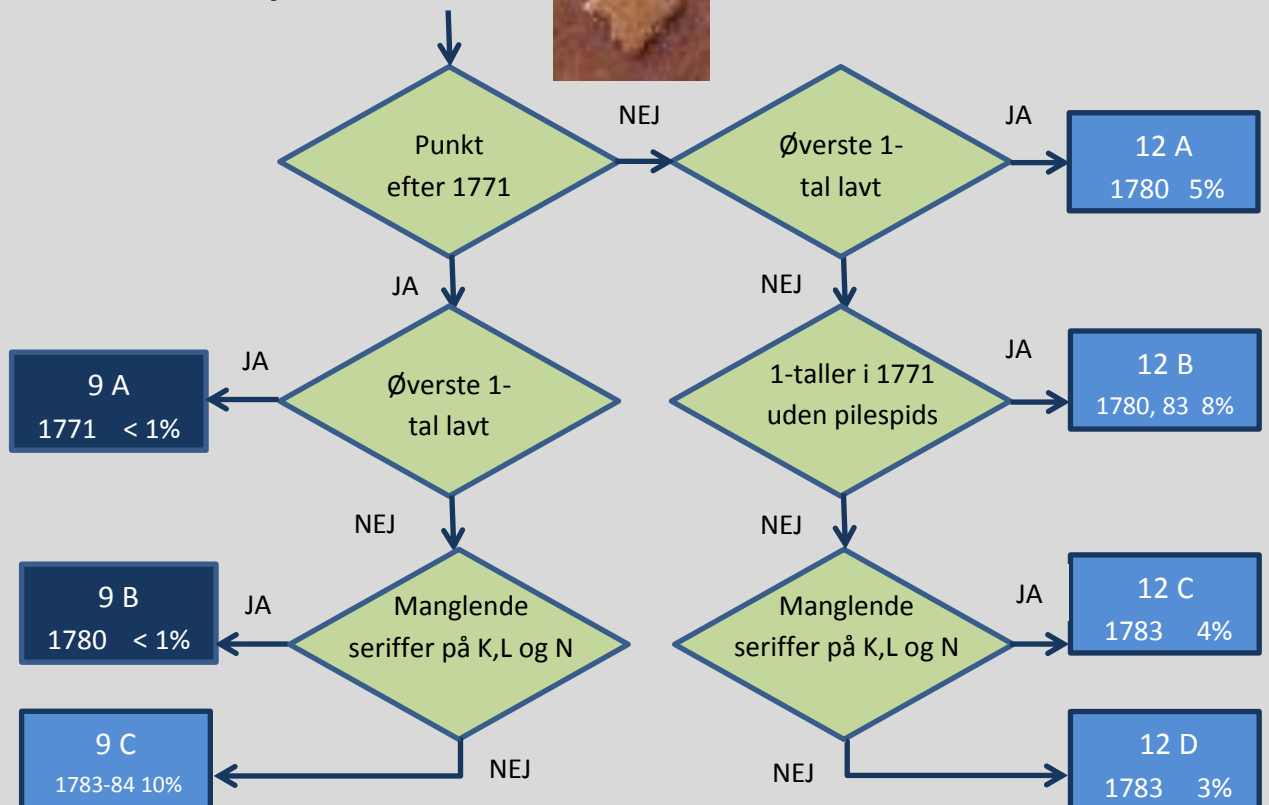 NEJ
JA
Punkt
efter 1771
Øverste 1-
tal lavt
12 A
1780 5%
JA
NEJ
JA
JA
9 A
1771 < 1%
Øverste 1-
tal lavt
1-taller i 1771
uden pilespids
12 B
1780, 83 8%
NEJ
NEJ
JA
JA
9 B
1780 < 1%
Manglende
seriffer på K,L og N
Manglende
seriffer på K,L og N
12 C
1783 4%
9 C
1783-84 10%
NEJ
NEJ
12 D
1783 3%